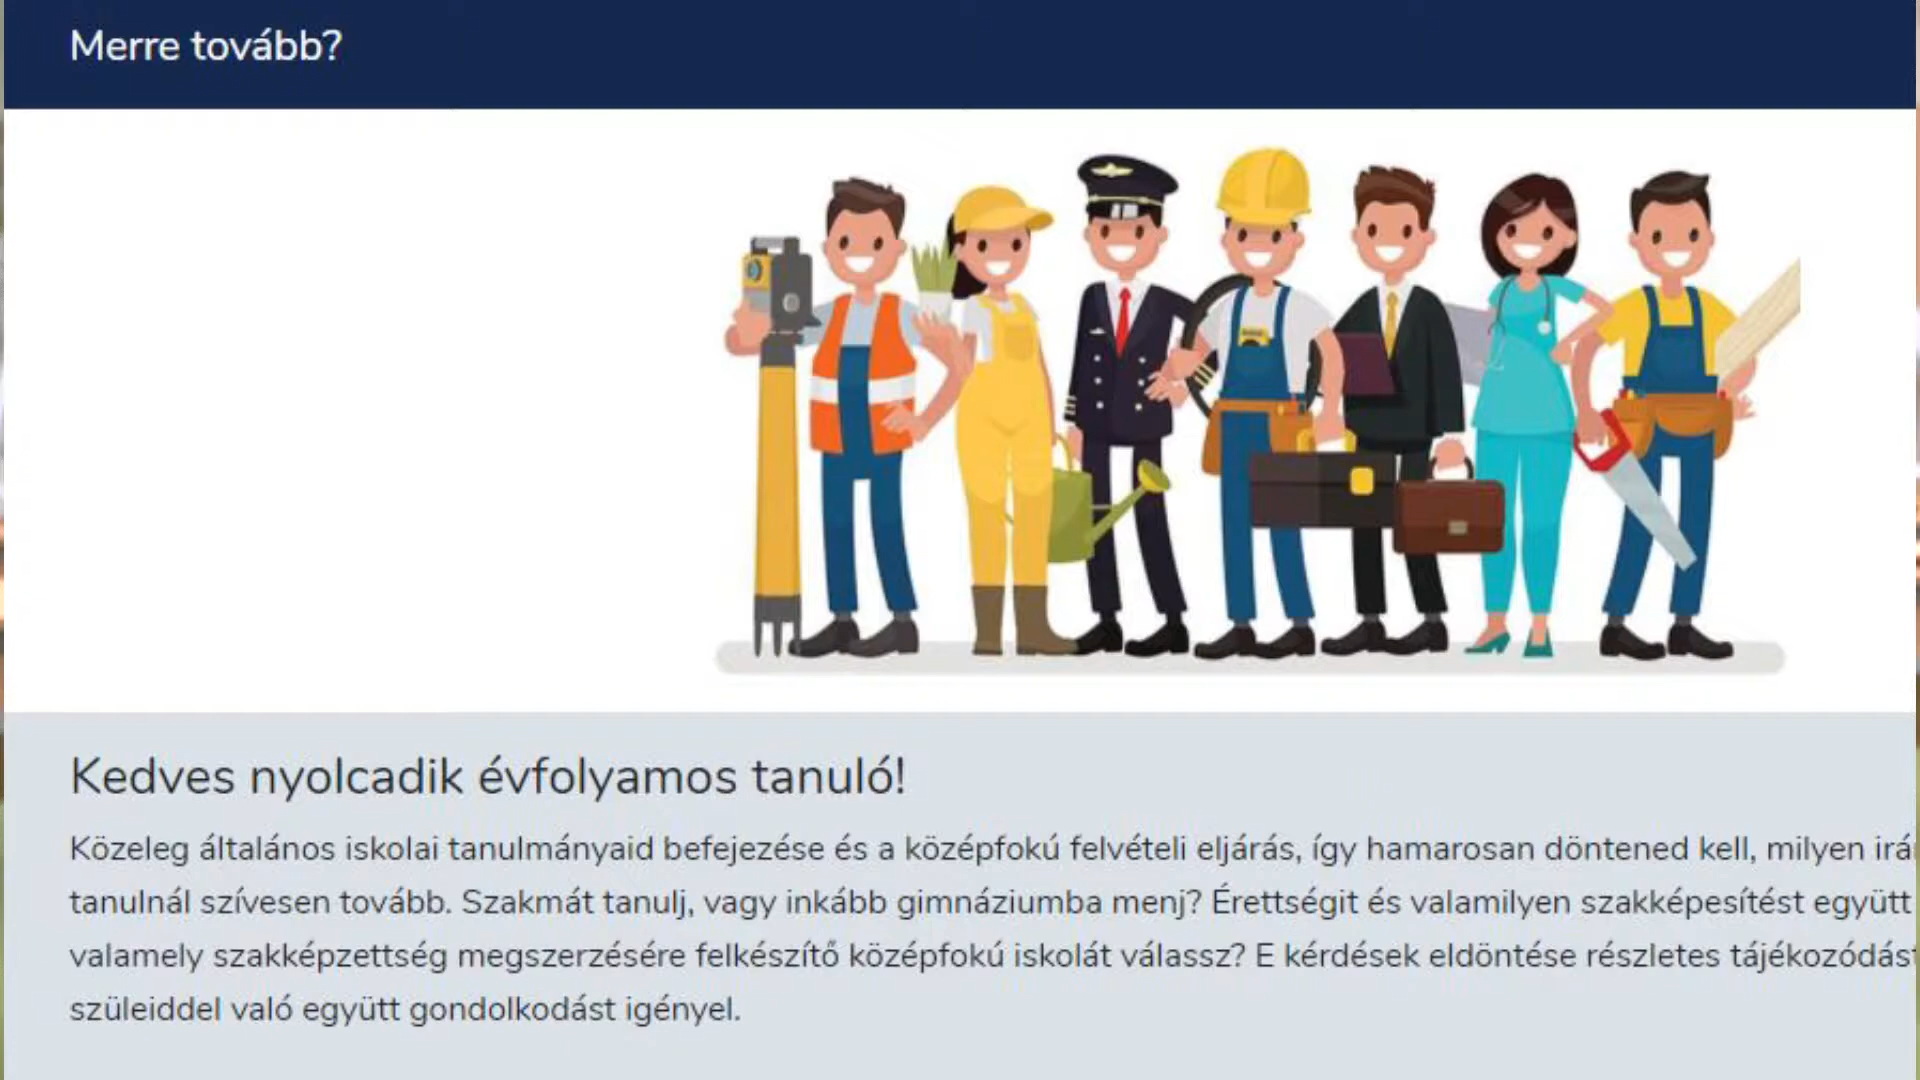 Merre tovább?
Kedves nyolcadik évfolyamos tanuló!
Közeleg általános iskolai tanulmányaid befejezése és a középfokú felvételi eljárás, így hamarosan döntened kell, milyen
tanulnál szívesen tovább. Szakmát tanulj, vagy inkább gimnáziumba menj? Érettségit és valamilyen szakképesítést együtt
valamely szakképzettség megszerzésére felkészítő középfokú iskolát válassz? E kérdések eldöntése részletes tájékozódást
szüleiddel való együtt gondolkodást igényel.